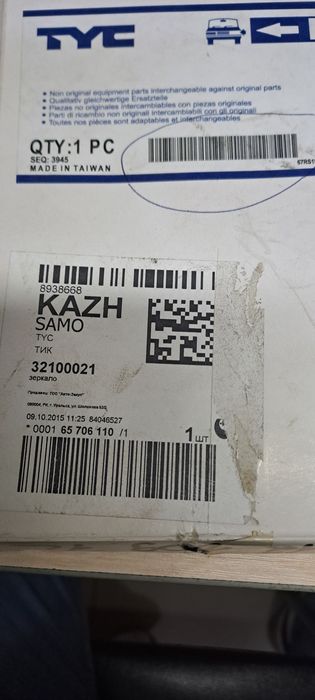 TYC
• Non original equipment parts interchangeable against original parts
• Qualitativ gleichwertige Ersatzteile
• Piezas no originales intercambiables con piezas originales
• Parti di ricambio non originali intercambiabili con gli originali
• Toutes nos pièces sont adaptables et interchangeables
QTY:1 PC
SEQ: 3945
MADE IN TAIWAN
8938668
KAZH
SAMO
TYC
ТИК
32100021
зеркало
09.10.2015 11:25 84046527
* 0001 65 706 110 /1
1 шт